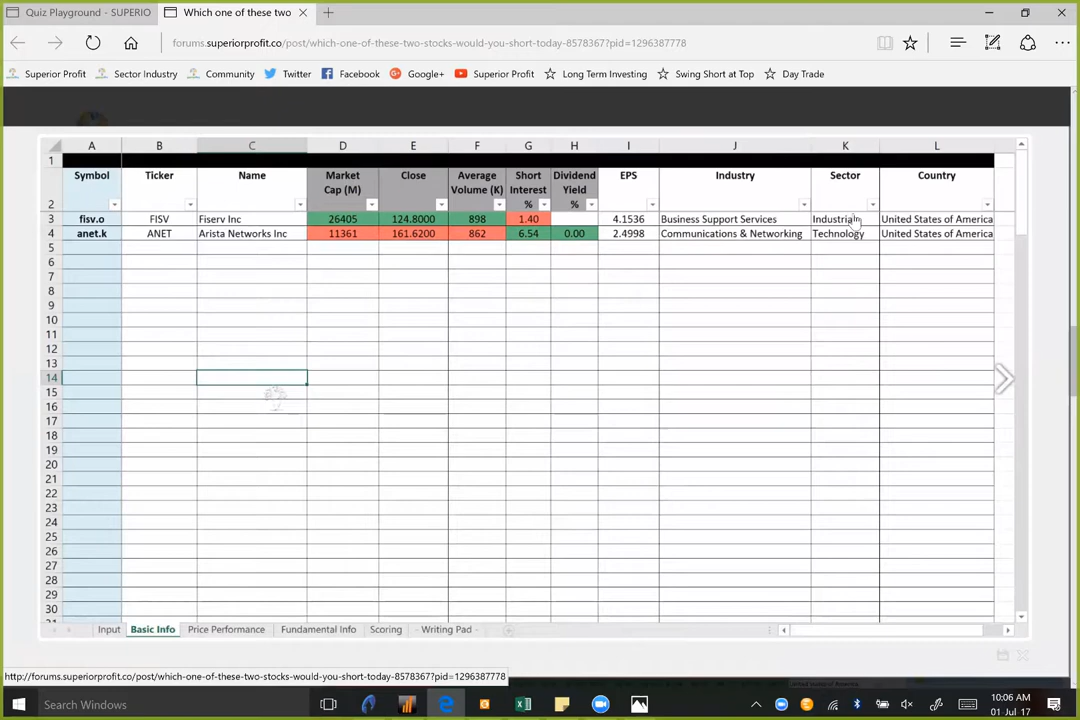 Quiz Playground - SUPERIO
Which one of these two
forums.superiorprofit.co/post/which-one-of-these-two-stocks-would-you-short-today-8578367?pid=1296387778
Superior Profit Sector Industry Community Twitter Facebook Google+ Superior Profit Long Term Investing Swing Short at Top Day Trade
A B C D E F G H I J K L
1
2 Symbol Ticker Name Market Cap (M) Close Average Volume (K) Short Interest % Dividend Yield % EPS Industry Sector Country
3 fisv.o FISV Fiserv Inc 26405 124.8000 898 1.40 4.1536 Business Support Services Industrials United States of America
4 anet.k ANET Arista Networks Inc 11361 161.6200 862 6.54 0.00 2.4998 Communications & Networking Technology United States of America
5
6
7
8
9
10
11
12
13
14
15
16
17
18
19
20
21
22
23
24
25
26
27
28
29
30
Input Basic Info Price Performance Fundamental Info Scoring - Writing Pad -
http://forums.superiorprofit.co/post/which-one-of-these-two-stocks-would-you-short-today-8578367?pid=1296387778
Search Windows
10:06 AM
01-Jul-17